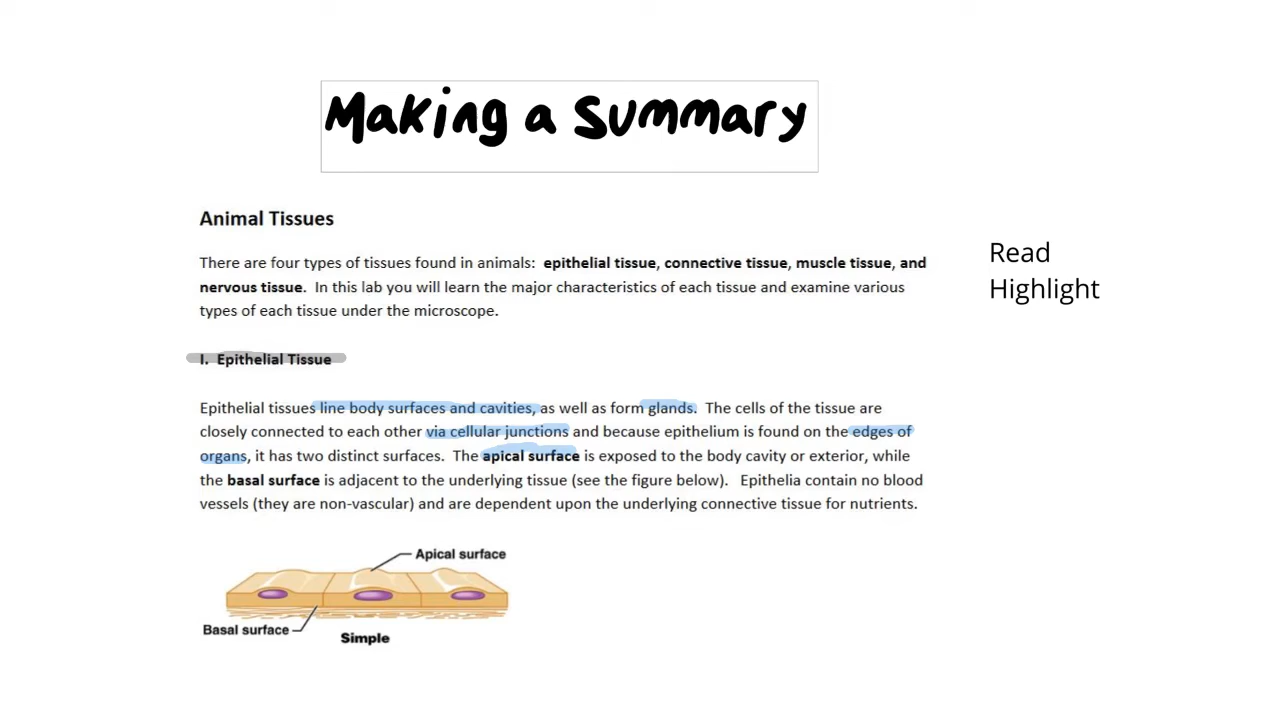 Making a Summary
Animal Tissues
There are four types of tissues found in animals: epithelial tissue, connective tissue, muscle tissue, and
nervous tissue. In this lab you will learn the major characteristics of each tissue and examine various
types of each tissue under the microscope.
Read
Highlight
I. Epithelial Tissue
Epithelial tissues line body surfaces and cavities, as well as form glands. The cells of the tissue are
closely connected to each other via cellular junctions and because epithelium is found on the edges of
organs, it has two distinct surfaces. The apical surface is exposed to the body cavity or exterior, while
the basal surface is adjacent to the underlying tissue (see the figure below). Epithelia contain no blood
vessels (they are non-vascular) and are dependent upon the underlying connective tissue for nutrients.
Apical surface
Basal surface
Simple